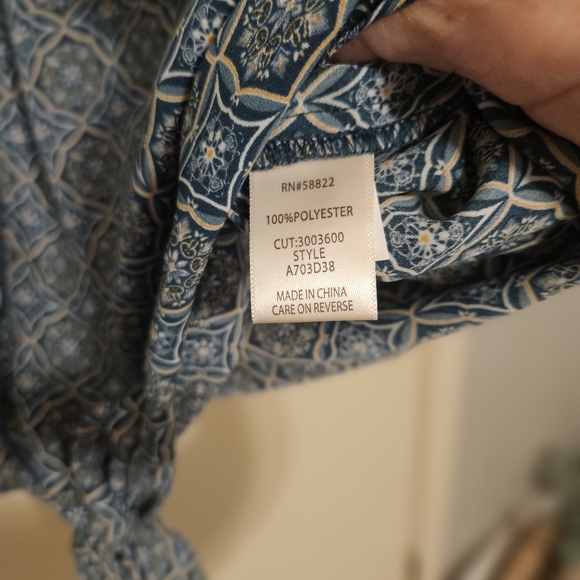 RN#58822
100%POLYESTER
CUT:3003600
STYLE
A703D38
MADE IN CHINA
CARE ON REVERSE